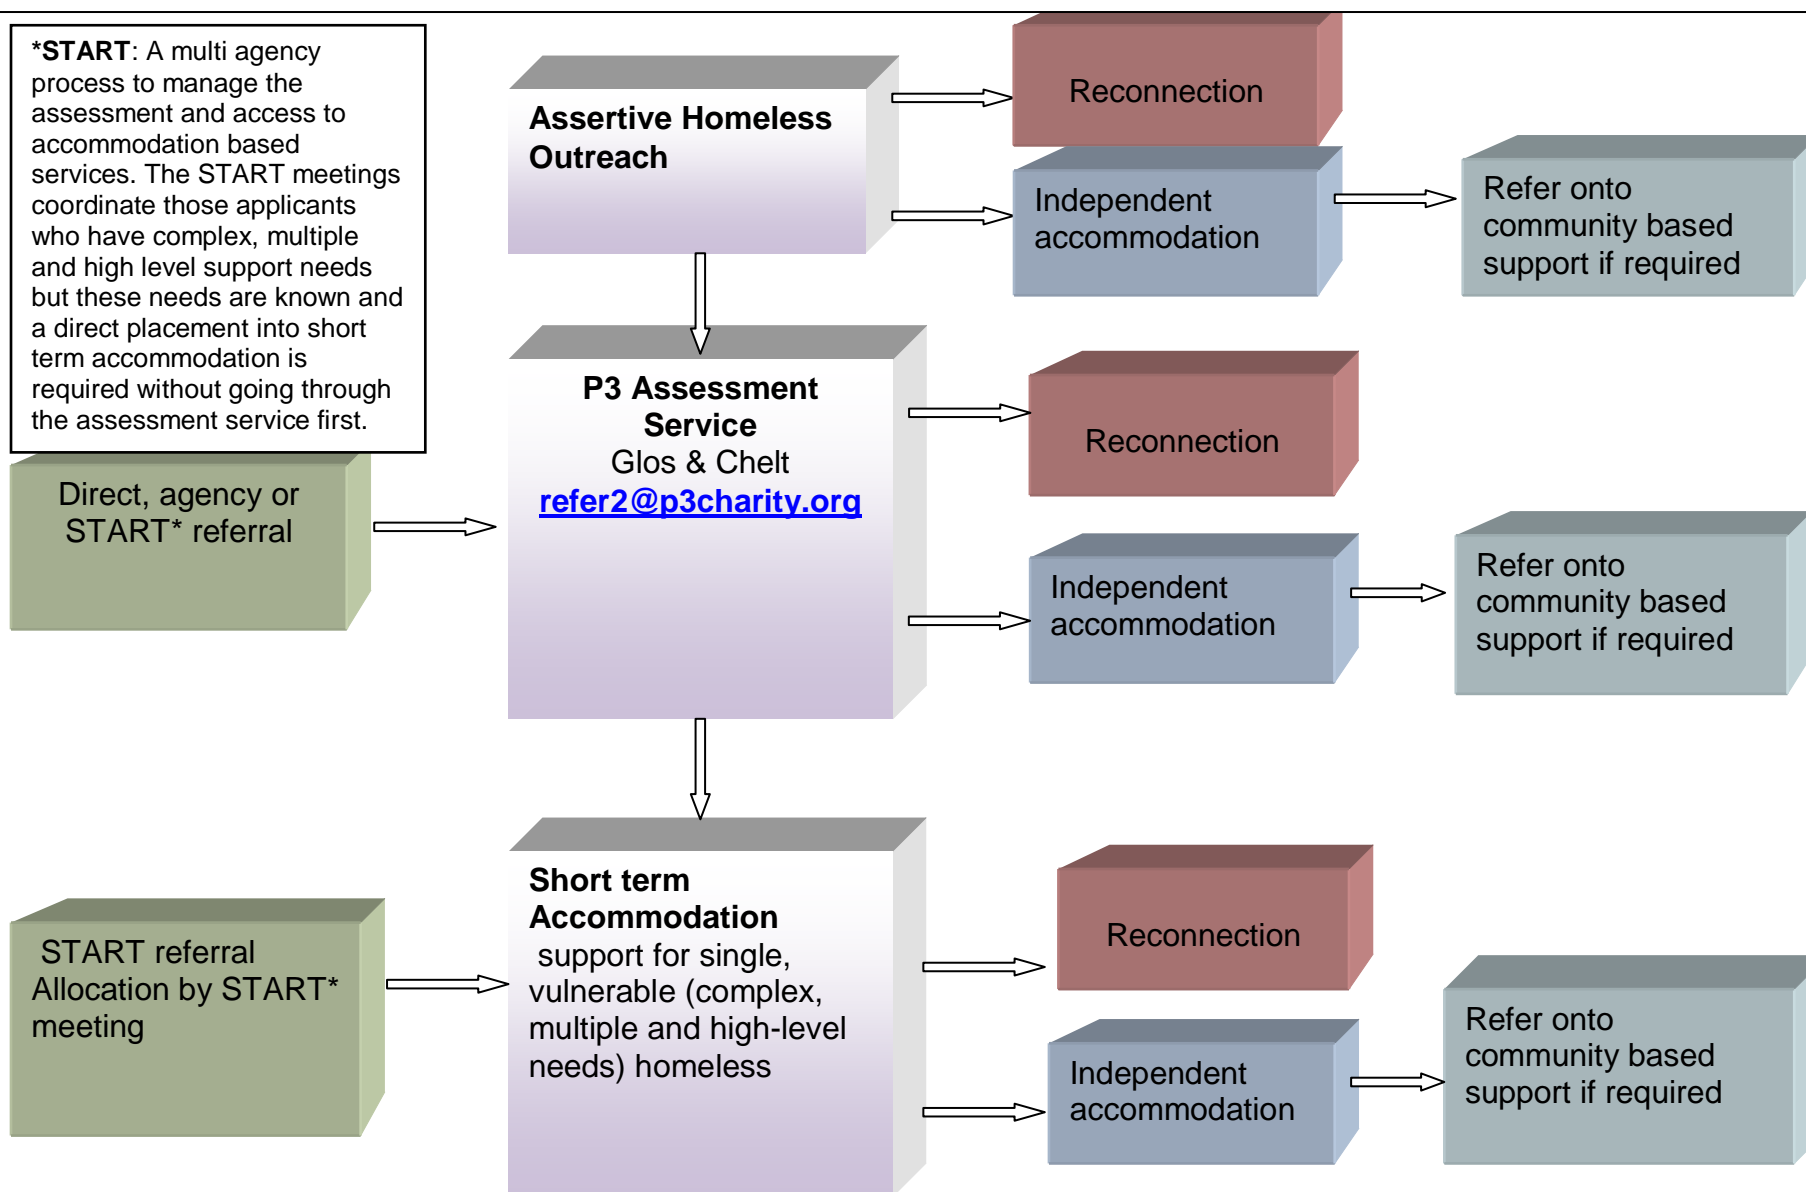 *START: A multi agency
process to manage the
assessment and access to
accommodation based
services. The START meetings
coordinate those applicants
who have complex, multiple
and high level support needs
but these needs are known and
a direct placement into short
term accommodation is
required without going through
the assessment service first.
Assertive Homeless
Outreach
Reconnection
Independent
accommodation
Refer onto
community based
support if required
Direct, agency or
START* referral
P3 Assessment
Service
Glos & Chelt
refer2@p3charity.org
Reconnection
Independent
accommodation
Refer onto
community based
support if required
START referral
Allocation by START*
meeting
Short term
Accommodation
support for single,
vulnerable (complex,
multiple and high-level
needs) homeless
Reconnection
Independent
accommodation
Refer onto
community based
support if required